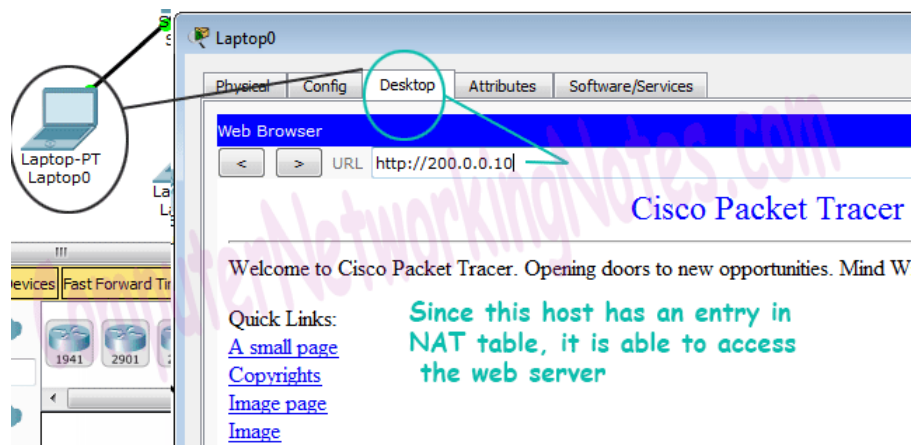 Laptop0
Physical Config Desktop Attributes Software/Services
Web Browser
< > URL http://200.0.0.10
Cisco Packet Tracer
Welcome to Cisco Packet Tracer. Opening doors to new opportunities. Mind W
Quick Links:
A small page
Copyrights
Image page
Image
Since this host has an entry in
NAT table, it is able to access
the web server
Laptop-PT
Laptop0
La
evices Fast Forward Ti
1941 2901
ComputerNetworkingNotes.com